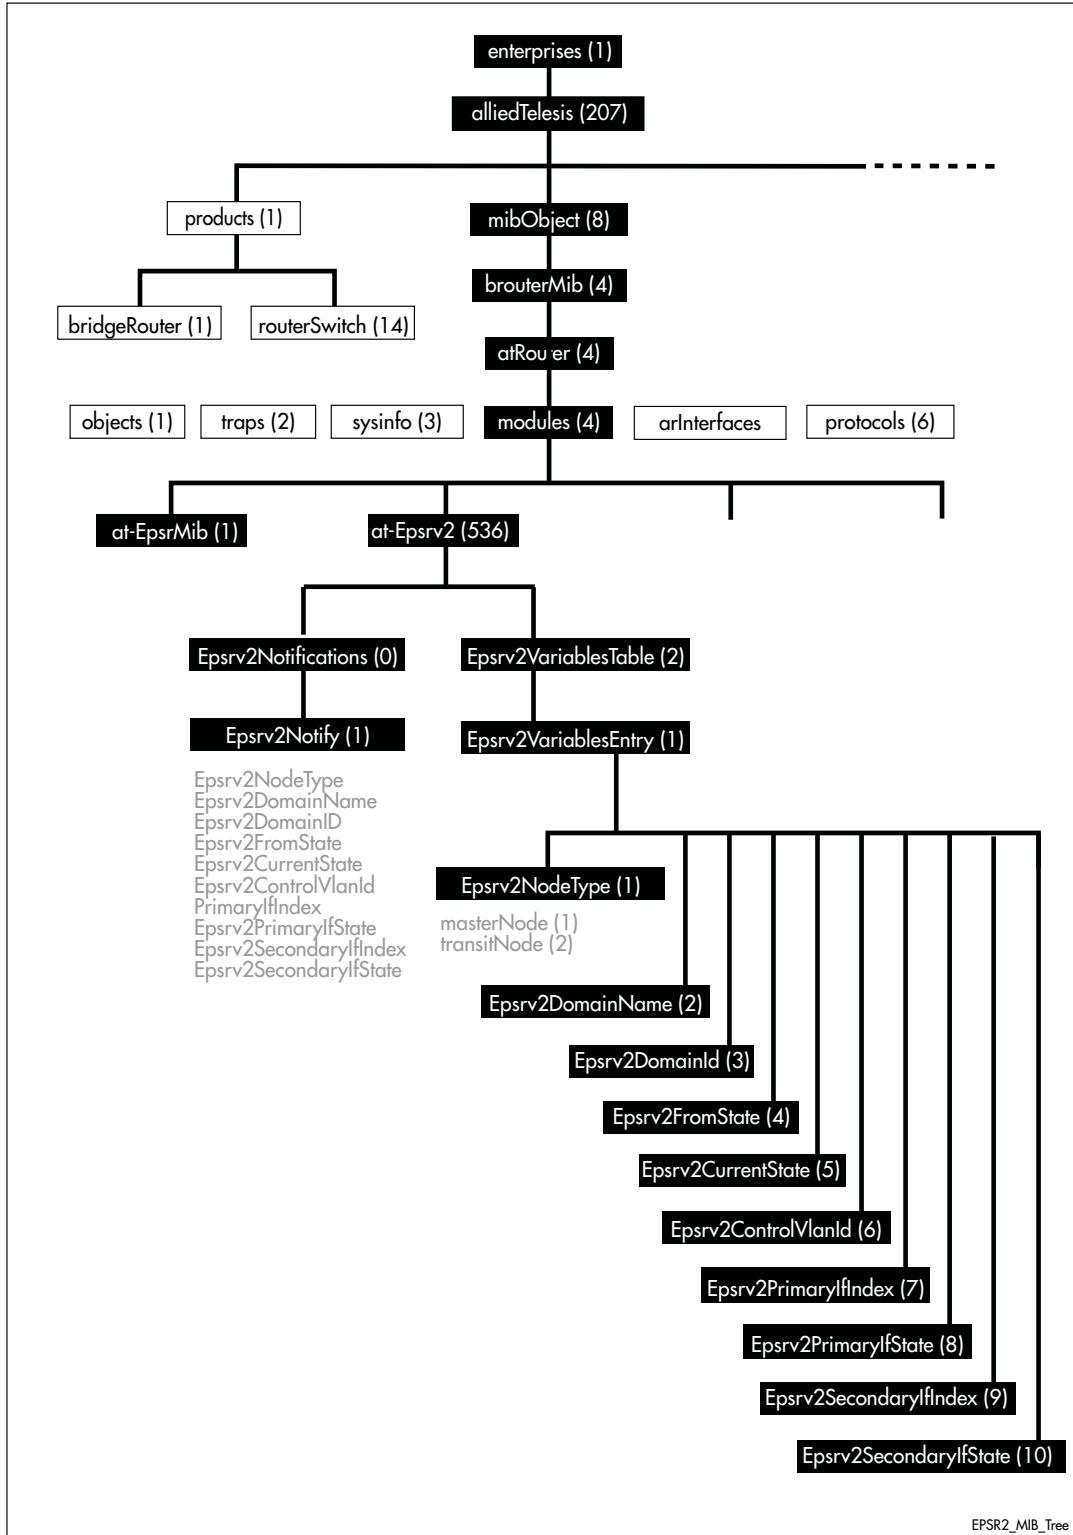 enterprises (1)
alliedTelesis (207)
products (1)
mibObject (8)
brouterMib (4)
bridgeRouter (1)
routerSwitch (14)
atRouter (4)
objects (1)
traps (2)
sysinfo (3)
modules (4)
arInterfaces
protocols (6)
at-EpsrMib (1)
at-Epsrv2 (536)
Epsrv2Notifications (0)
Epsrv2VariablesTable (2)
Epsrv2Notify (1)
Epsrv2VariablesEntry (1)
Epsrv2NodeType
Epsrv2DomainName
Epsrv2DomainID
Epsrv2FromState
Epsrv2CurrentState
Epsrv2ControlVlanId
PrimaryIfIndex
Epsrv2PrimaryIfState
Epsrv2SecondaryIfIndex
Epsrv2SecondaryIfState
Epsrv2NodeType (1)
masterNode (1)
transitNode (2)
Epsrv2DomainName (2)
Epsrv2DomainId (3)
Epsrv2FromState (4)
Epsrv2CurrentState (5)
Epsrv2ControlVlanId (6)
Epsrv2PrimaryIfIndex (7)
Epsrv2PrimaryIfState (8)
Epsrv2SecondaryIfIndex (9)
Epsrv2SecondaryIfState (10)
EPSR2_MIB_Tree